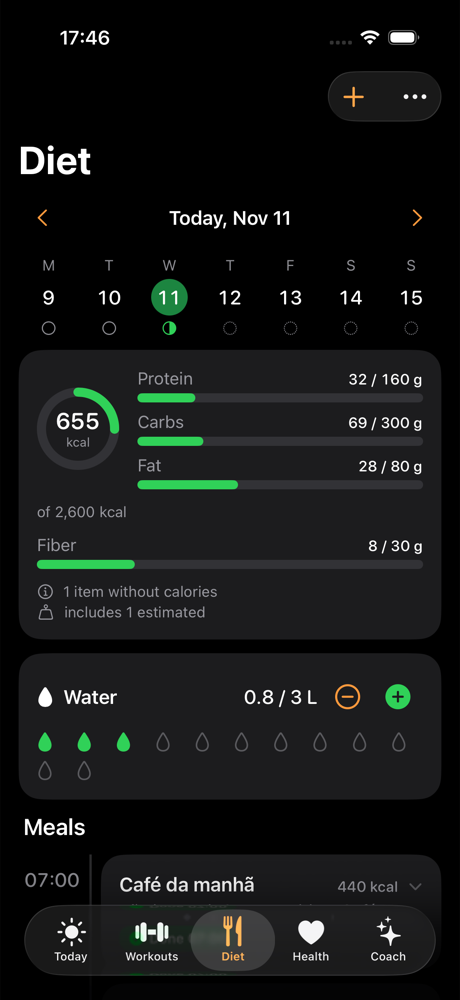 17:46
Diet
Today, Nov 11
M T W T F S S
9 10 11 12 13 14 15
Protein 32 / 160 g
655 kcal
Carbs 69 / 300 g
Fat 28 / 80 g
of 2,600 kcal
Fiber 8 / 30 g
1 item without calories
includes 1 estimated
Water 0.8 / 3 L
Meals
07:00
Café da manhã 440 kcal
Today Workouts Diet Health Coach